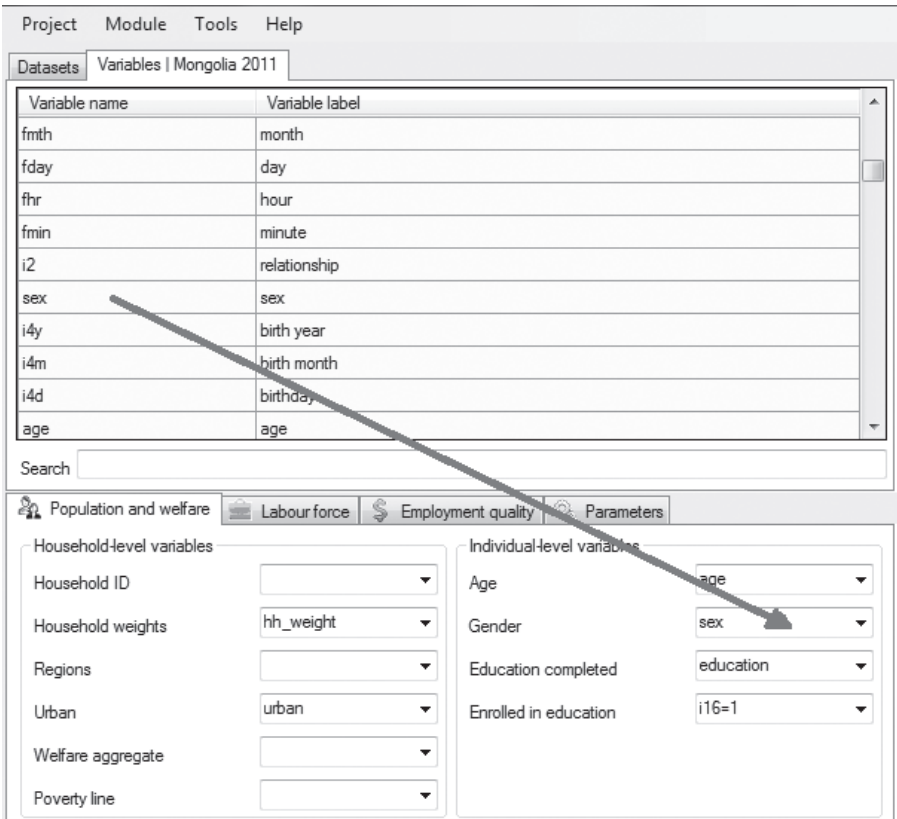 Project Module Tools Help
Datasets Variables | Mongolia 2011
Variable name Variable label
fmth month
fday day
fhr hour
fmin minute
i2 relationship
sex sex
i4y birth year
i4m birth month
i4d birthday
age age
Search
Population and welfare Labour force Employment quality Parameters
Household-level variables
Household ID
Household weights hh_weight
Regions
Urban urban
Welfare aggregate
Poverty line
Individual-level variables
Age age
Gender sex
Education completed education
Enrolled in education i16=1